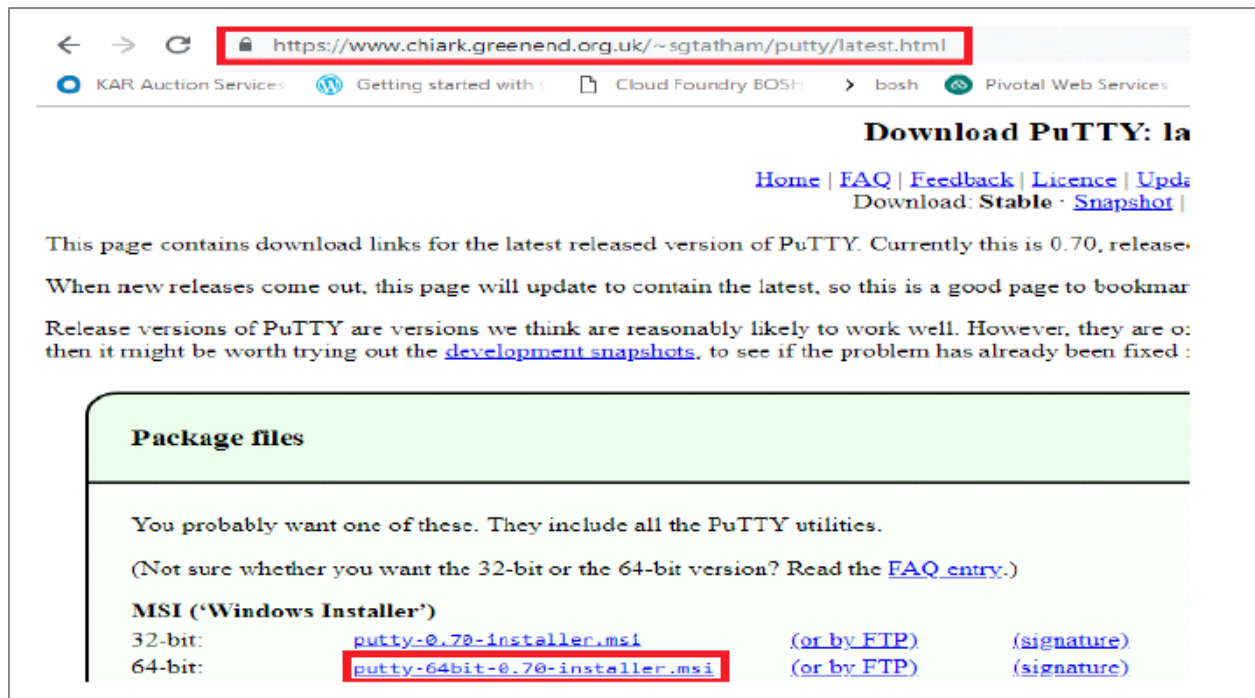 https://www.chiark.greenend.org.uk/~sgtatham/putty/latest.html
KAR Auction Services Getting started with Cloud Foundry BOSH bosh Pivotal Web Services
Download PuTTY: la
Home | FAQ | Feedback | Licence | Upda
Download: Stable · Snapshot |
This page contains download links for the latest released version of PuTTY. Currently this is 0.70, release
When new releases come out, this page will update to contain the latest, so this is a good page to bookmar
Release versions of PuTTY are versions we think are reasonably likely to work well. However, they are o
then it might be worth trying out the development snapshots, to see if the problem has already been fixed
Package files
You probably want one of these. They include all the PuTTY utilities.
(Not sure whether you want the 32-bit or the 64-bit version? Read the FAQ entry.)
MSI (‘Windows Installer’)
32-bit: putty-0.70-installer.msi (or by FTP) (signature)
64-bit: putty-64bit-0.70-installer.msi (or by FTP) (signature)